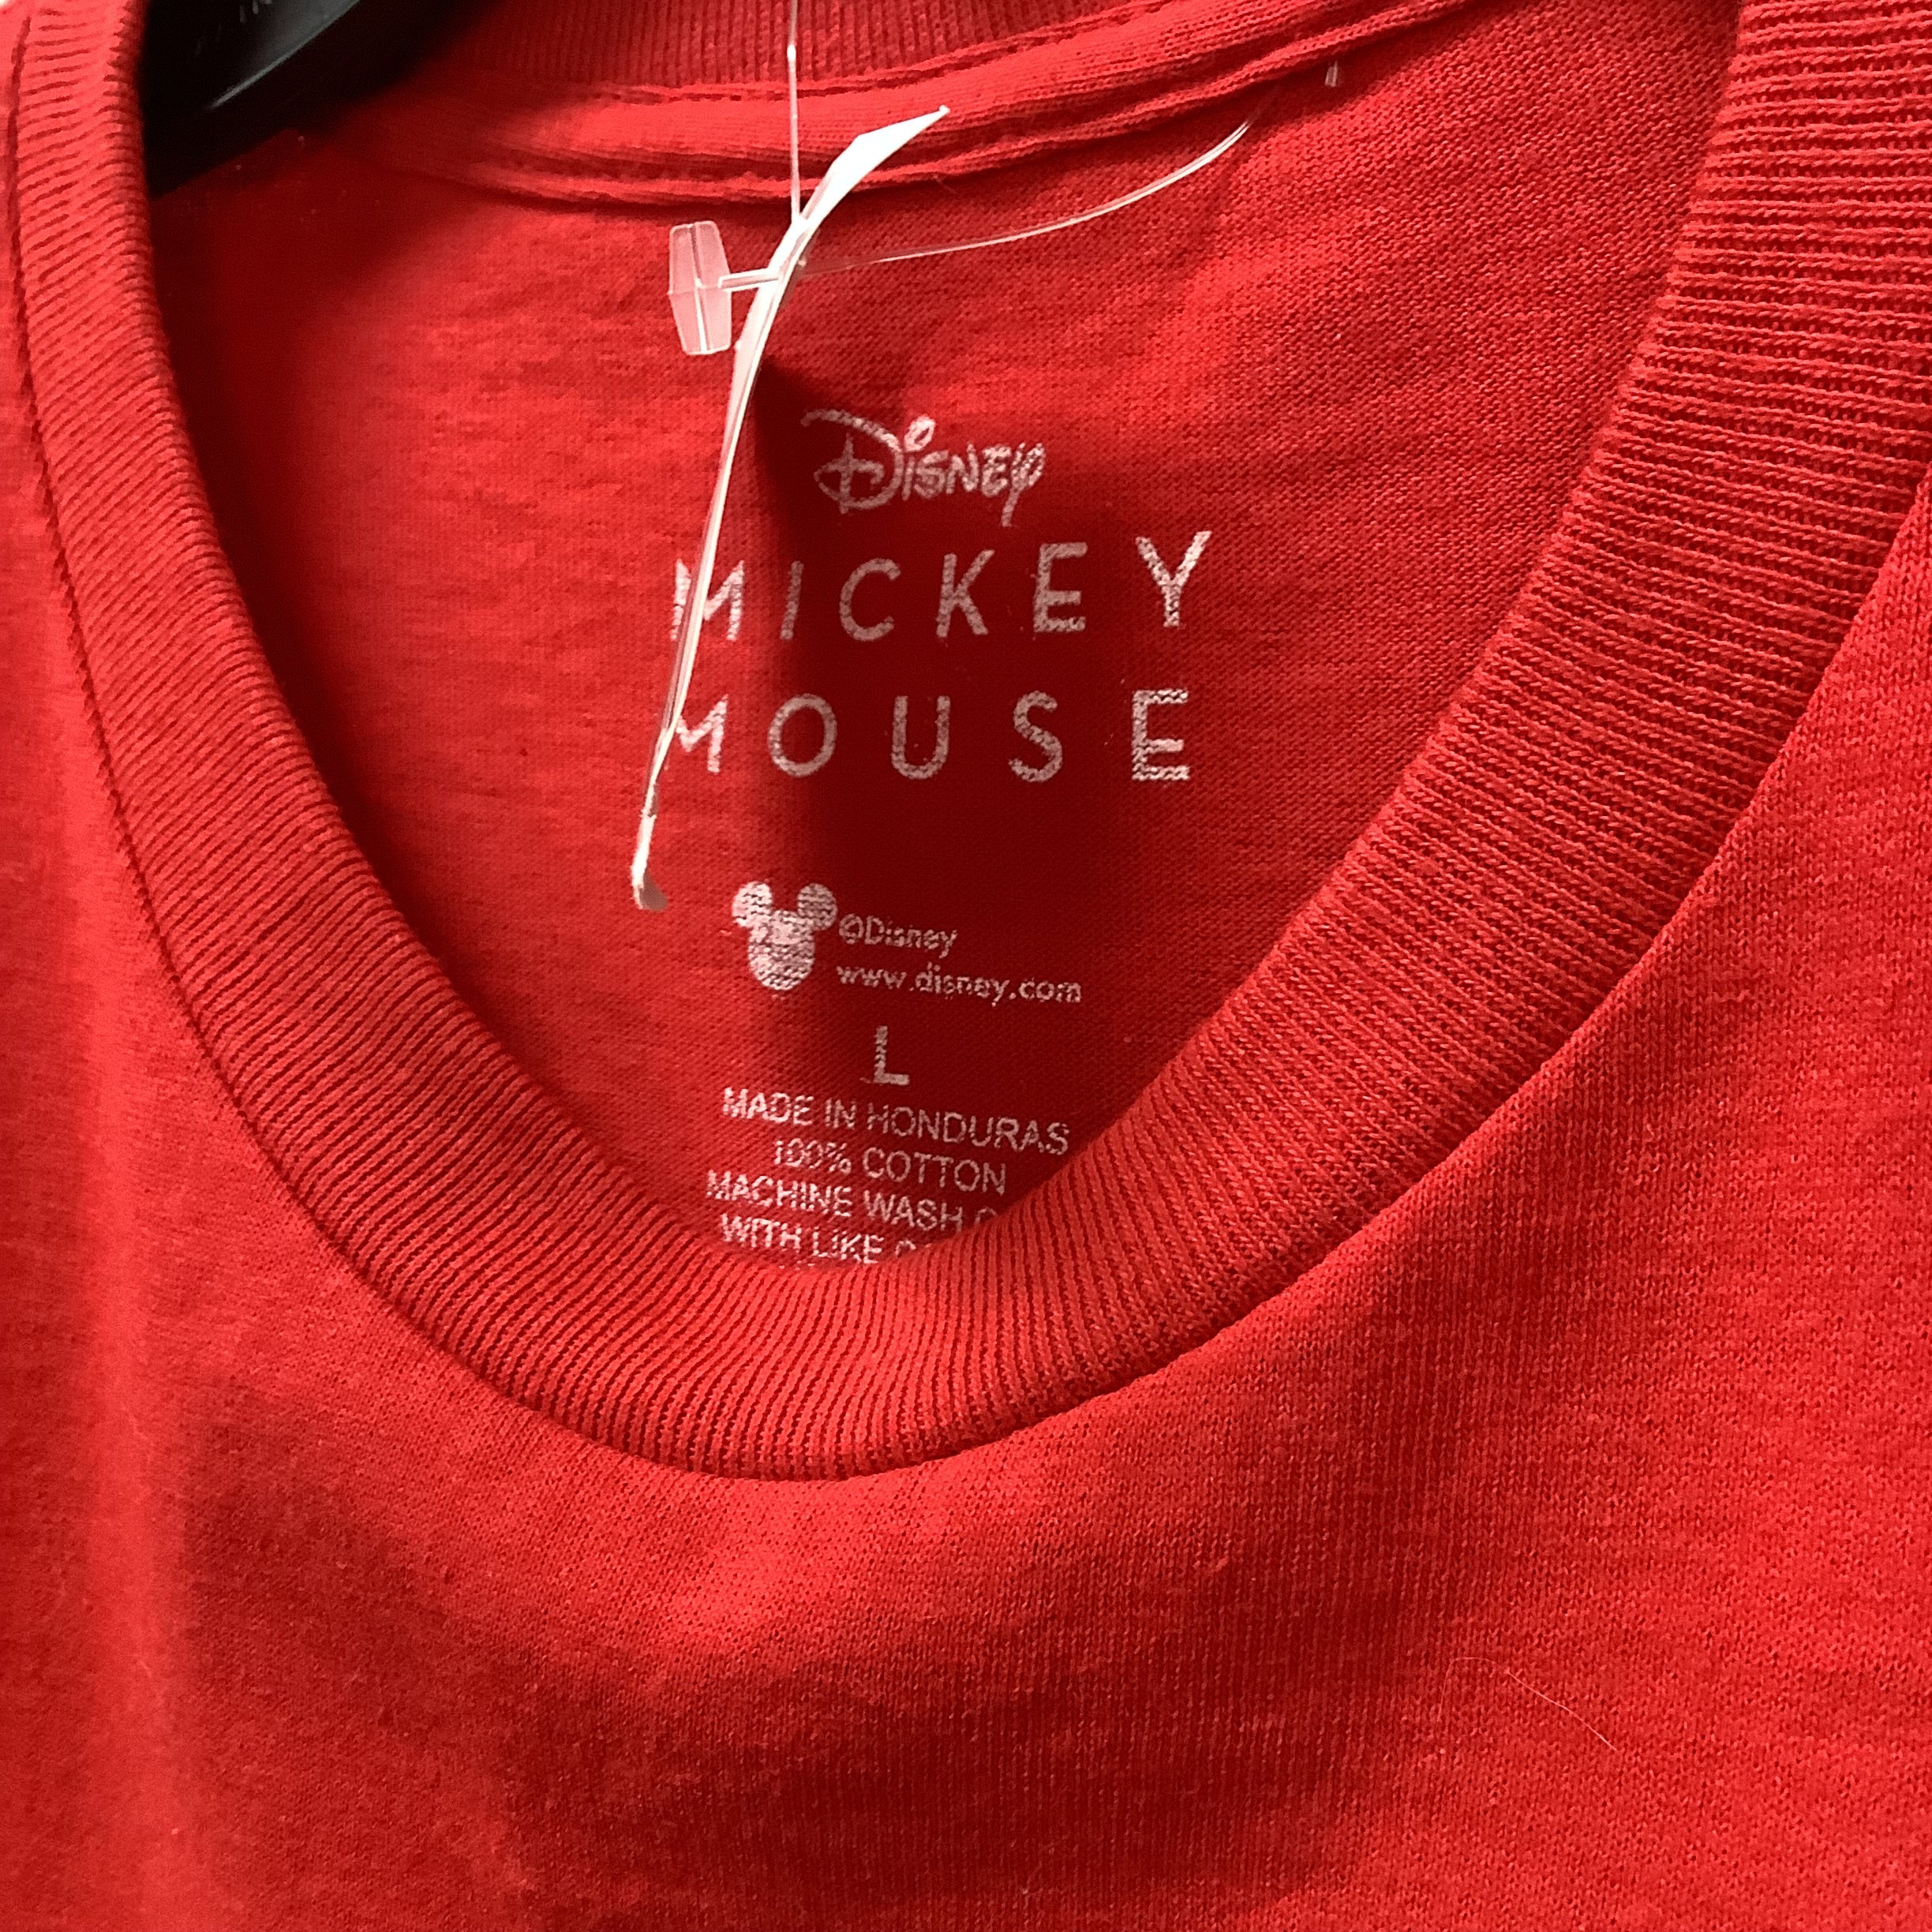 Disney
MICKEY
MOUSE
©Disney
www.disney.com
L
MADE IN HONDURAS
100% COTTON
MACHINE WASH
WITH LIKE